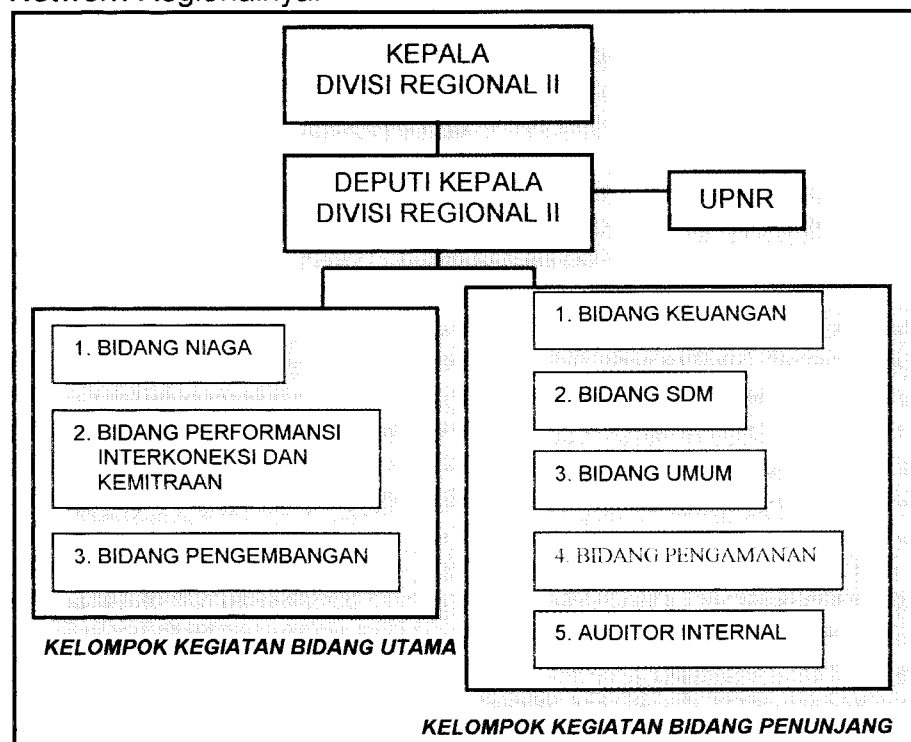 KEPALA
DIVISI REGIONAL II
DEPUTI KEPALA
DIVISI REGIONAL II
UPNR
1. BIDANG NIAGA
2. BIDANG PERFORMANSI
INTERKONEKSI DAN
KEMITRAAN
3. BIDANG PENGEMBANGAN
KELOMPOK KEGIATAN BIDANG UTAMA
1. BIDANG KEUANGAN
2. BIDANG SDM
3. BIDANG UMUM
4. BIDANG PENGAMANAN
5. AUDITOR INTERNAL
KELOMPOK KEGIATAN BIDANG PENUNJANG